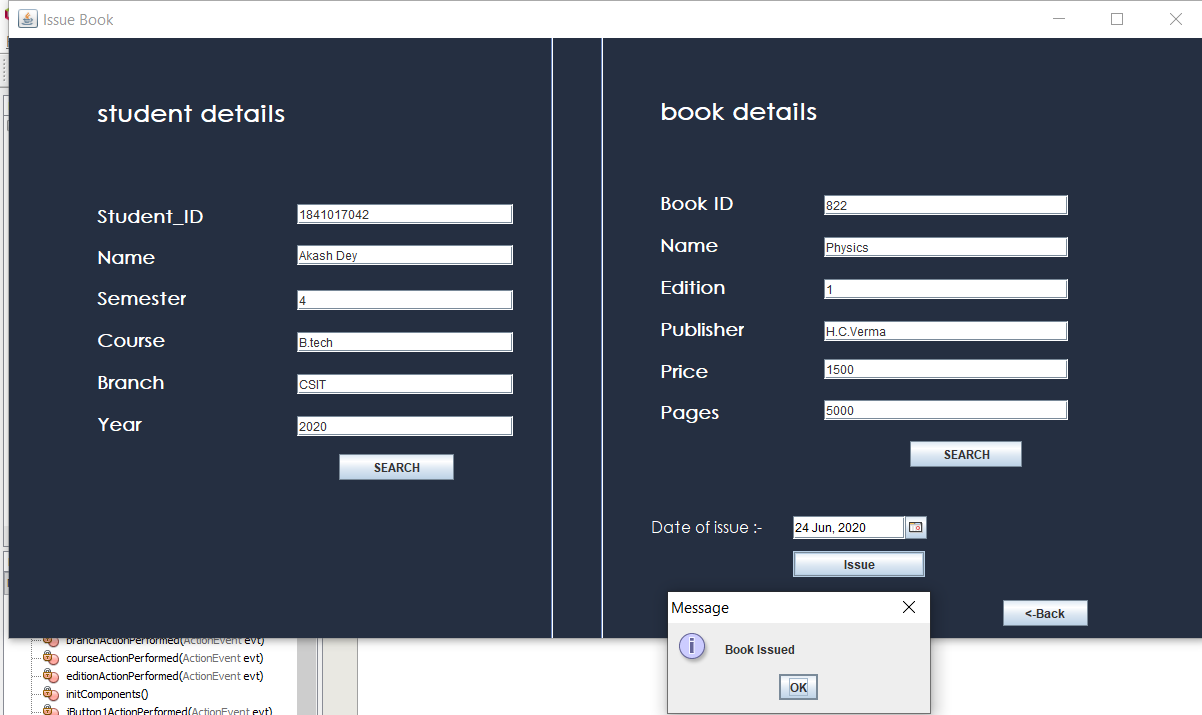 Issue Book
student details
Student_ID 1841017042
Name Akash Dey
Semester 4
Course B.tech
Branch CSIT
Year 2020
SEARCH
book details
Book ID 822
Name Physics
Edition 1
Publisher H.C.Verma
Price 1500
Pages 5000
SEARCH
Date of issue :- 24 Jun, 2020
Issue
<-Back
Message
Book Issued
OK
branchActionPerformed(ActionEvent evt)
courseActionPerformed(ActionEvent evt)
editionActionPerformed(ActionEvent evt)
initComponents()
jButton1ActionPerformed(ActionEvent evt)